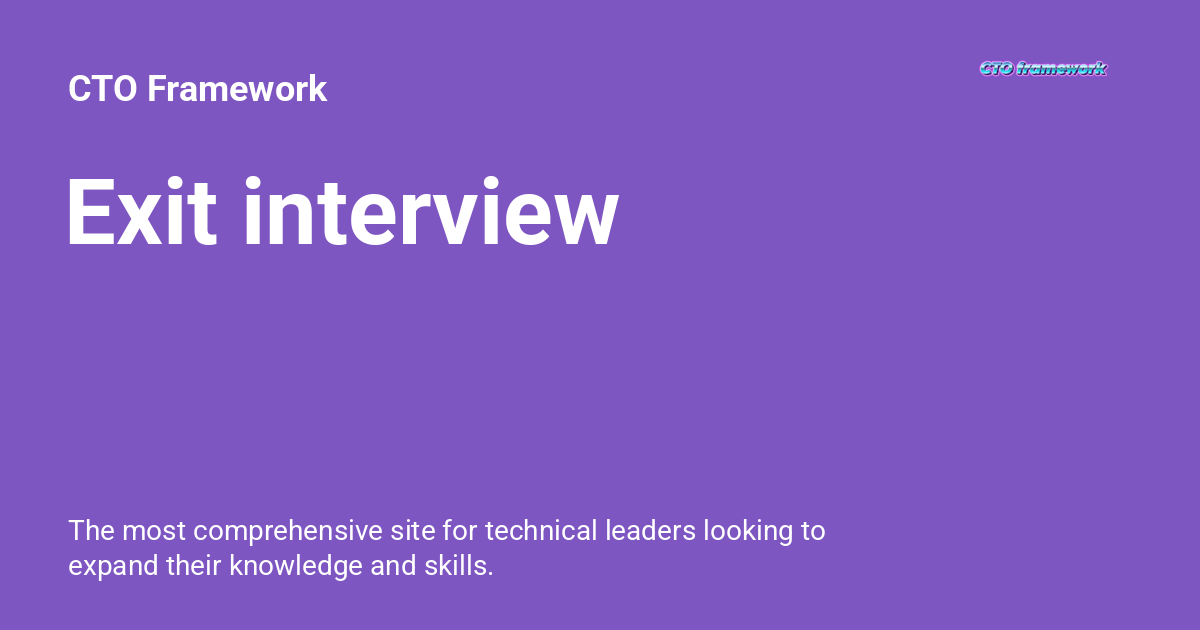 CTO Framework
CTO framework
Exit interview
The most comprehensive site for technical leaders looking to
expand their knowledge and skills.